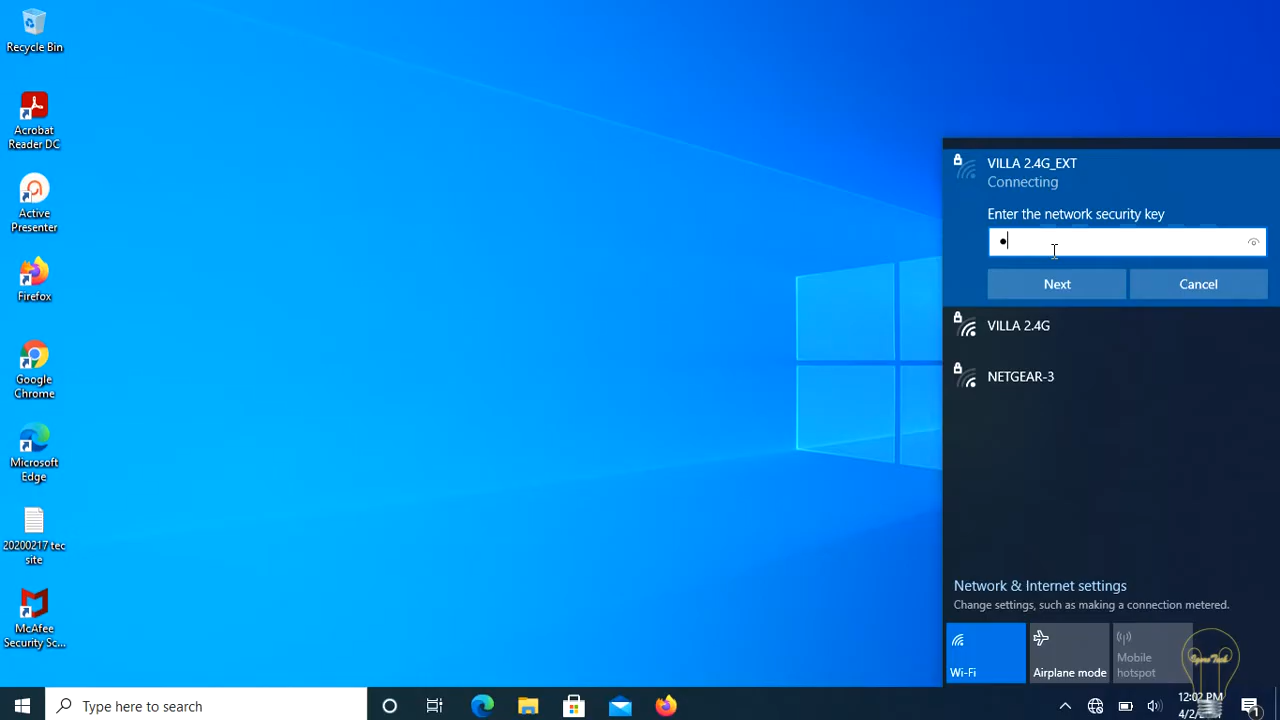 Recycle Bin
Acrobat
Reader DC
Active
Presenter
Firefox
Google
Chrome
Microsoft
Edge
20200217 tec
site
McAfee
Security Sc...
VILLA 2.4G_EXT
Connecting
Enter the network security key
Next
Cancel
VILLA 2.4G
NETGEAR-3
Network & Internet settings
Change settings, such as making a connection metered.
Wi-Fi
Airplane mode
Mobile
hotspot
Type here to search
12:02 PM
1